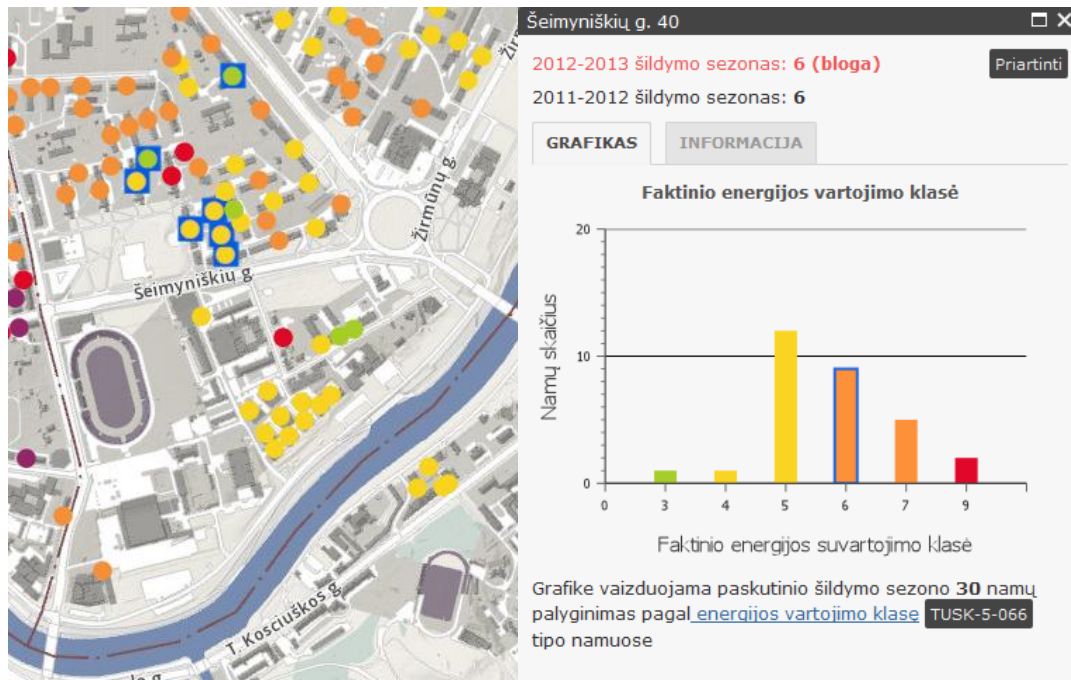 Šeimyniškių g. 40
2012-2013 šildymo sezonas: 6 (bloga)
Priartinti
2011-2012 šildymo sezonas: 6
GRAFIKAS
INFORMACIJA
Faktinio energijos vartojimo klasė
Namų skaičius
20
10
0
0
3
4
5
6
7
9
Faktinio energijos suvartojimo klasė
Grafike vaizduojama paskutinio šildymo sezono 30 namų
palyginimas pagal energijos vartojimo klasę TUSK-5-066
tipo namuose
Žirmūnų g.
Šeimyniškių g.
T. Kosciuškos g.